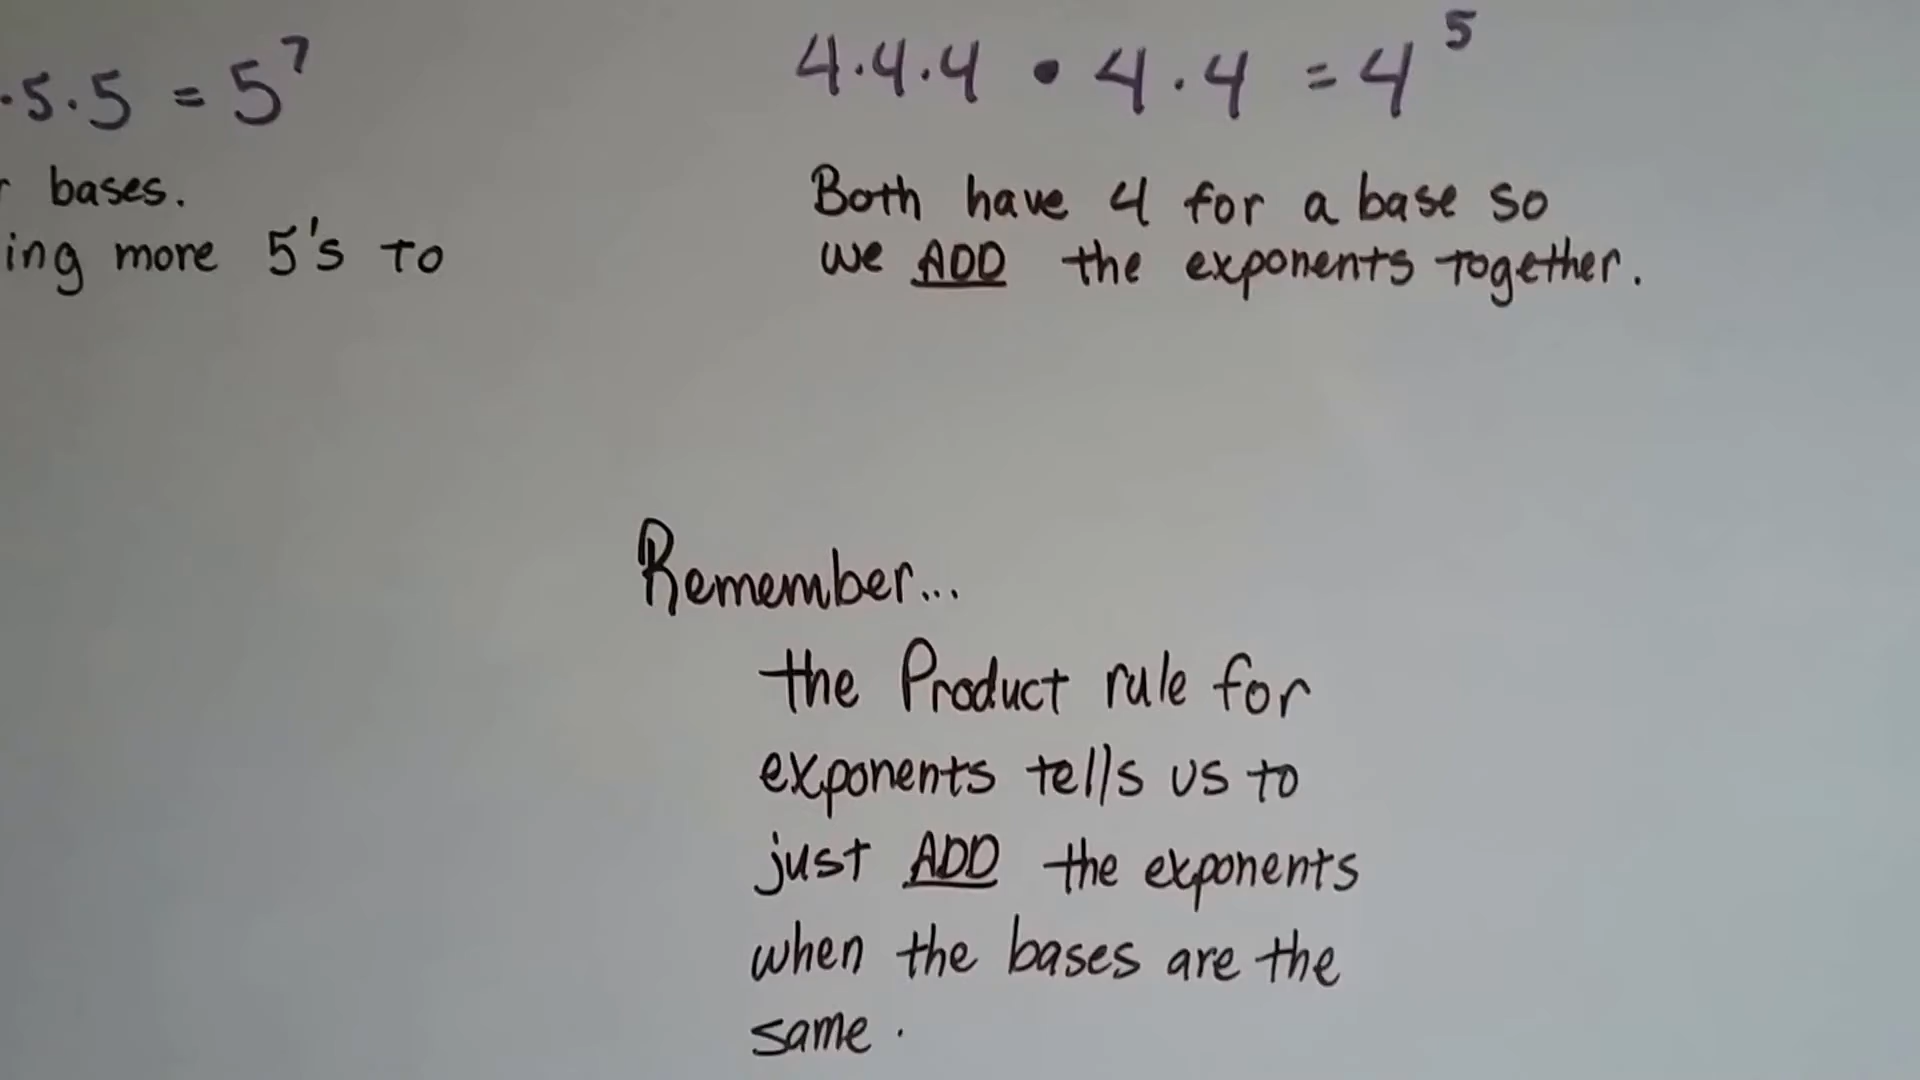 ·5·5 = 5⁷
bases.
ing more 5's to
4·4·4 • 4·4 = 4⁵
Both have 4 for a base so
we ADD the exponents together.
Remember...
the Product rule for
exponents tells us to
just ADD the exponents
when the bases are the
same.